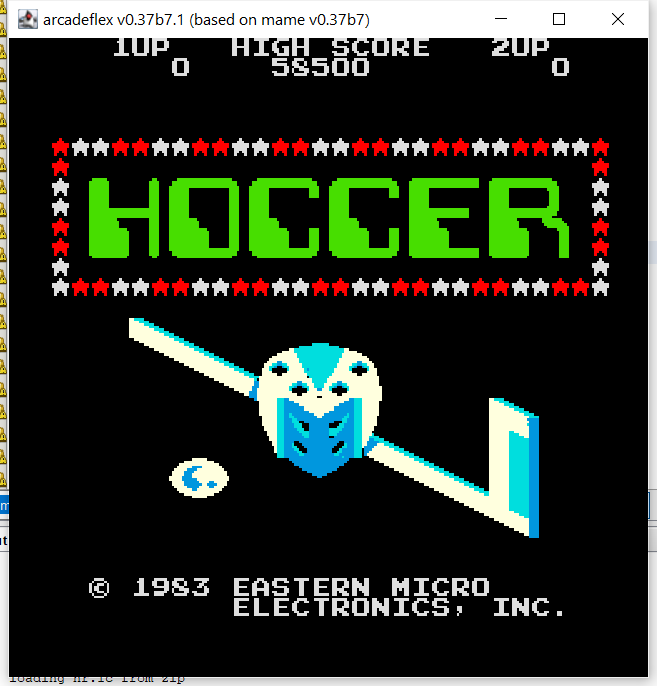 arcadeflex v0.37b7.1 (based on mame v0.37b7)
1UP HIGH SCORE 2UP
0 58500 0
HOCCER
© 1983 EASTERN MICRO
ELECTRONICS, INC.
loading hr.1c from zip